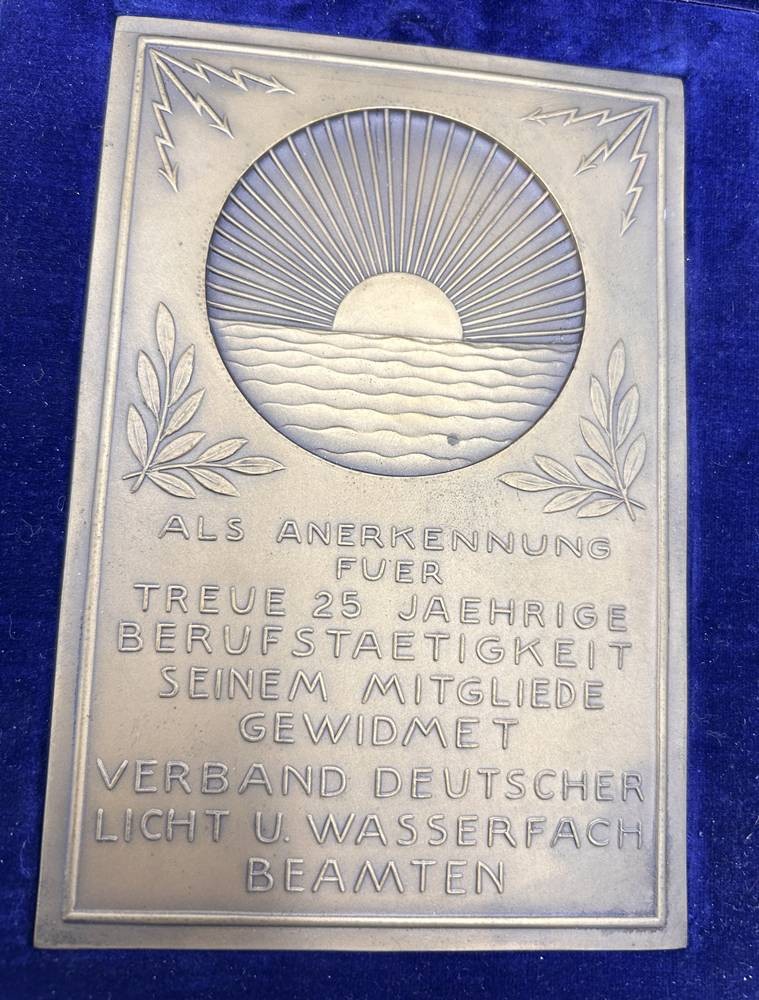 ALS ANERKENNUNG
FUER
TREUE 25 JAEHRIGE
BERUFSTAETIGKEIT
SEINEM MITGLIEDE
GEWIDMET
VERBAND DEUTSCHER
LICHT U. WASSERFACH
BEAMTEN